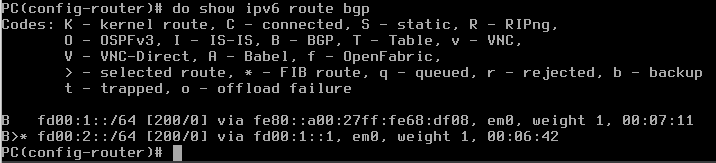 PC(config-router)# do show ipv6 route bgp
Codes: K - kernel route, C - connected, S - static, R - RIPng,
       O - OSPFv3, I - IS-IS, B - BGP, T - Table, v - VNC,
       V - VNC-Direct, A - Babel, f - OpenFabric,
       > - selected route, * - FIB route, q - queued, r - rejected, b - backup
       t - trapped, o - offload failure

B   fd00:1::/64 [200/0] via fe80::a00:27ff:fe68:df08, em0, weight 1, 00:07:11
B>* fd00:2::/64 [200/0] via fd00:1::1, em0, weight 1, 00:06:42
PC(config-router)#